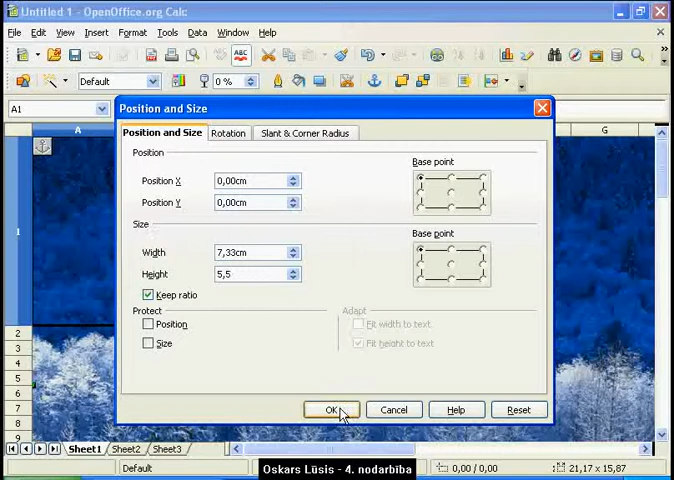 Untitled 1 - OpenOffice.org Calc
File Edit View Insert Format Tools Data Window Help
ABC
Default 0 %
A1
Position and Size
Position and Size Rotation Slant & Corner Radius
A G
Position
Base point
Position X 0,00cm
Position Y 0,00cm
Size
Base point
Width 7,33cm
1
Height 5,5
Keep ratio
Protect Adapt
Position Fit width to text
Size Fit height to text
2
3
4
5
6
7
8
9
OK Cancel Help Reset
Sheet1 Sheet2 Sheet3
Default 0,00 / 0,00 21,17 x 15,87
Oskars Lūsis - 4. nodarbība